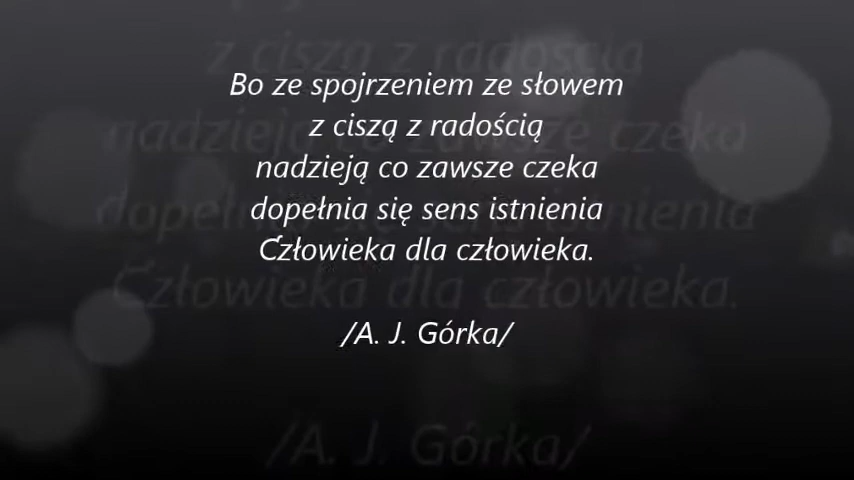 Bo ze spojrzeniem ze słowem
z ciszą z radością
nadzieją co zawsze czeka
dopełnia się sens istnienia
Człowieka dla człowieka.
/A. J. Górka/